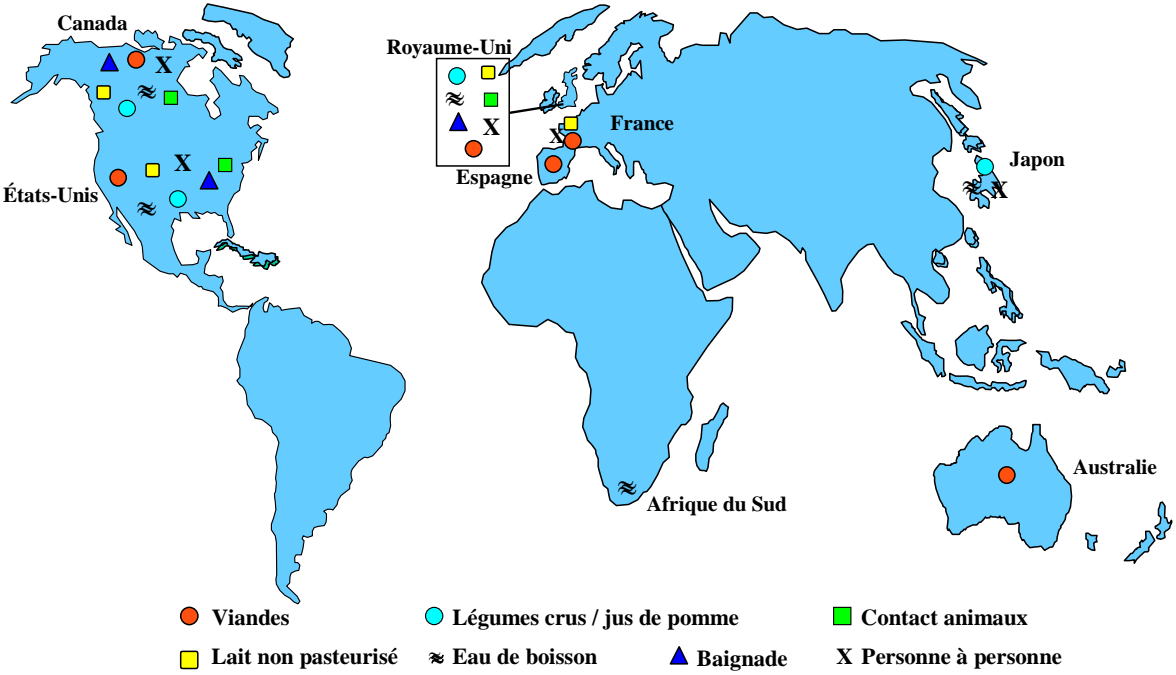 Canada
Royaume-Uni
X
X
X
France
X
Japon
Espagne
États-Unis
X
X
Australie
Afrique du Sud
Viandes
Légumes crus / jus de pomme
Contact animaux
Lait non pasteurisé
Eau de boisson
Baignade
X Personne à personne